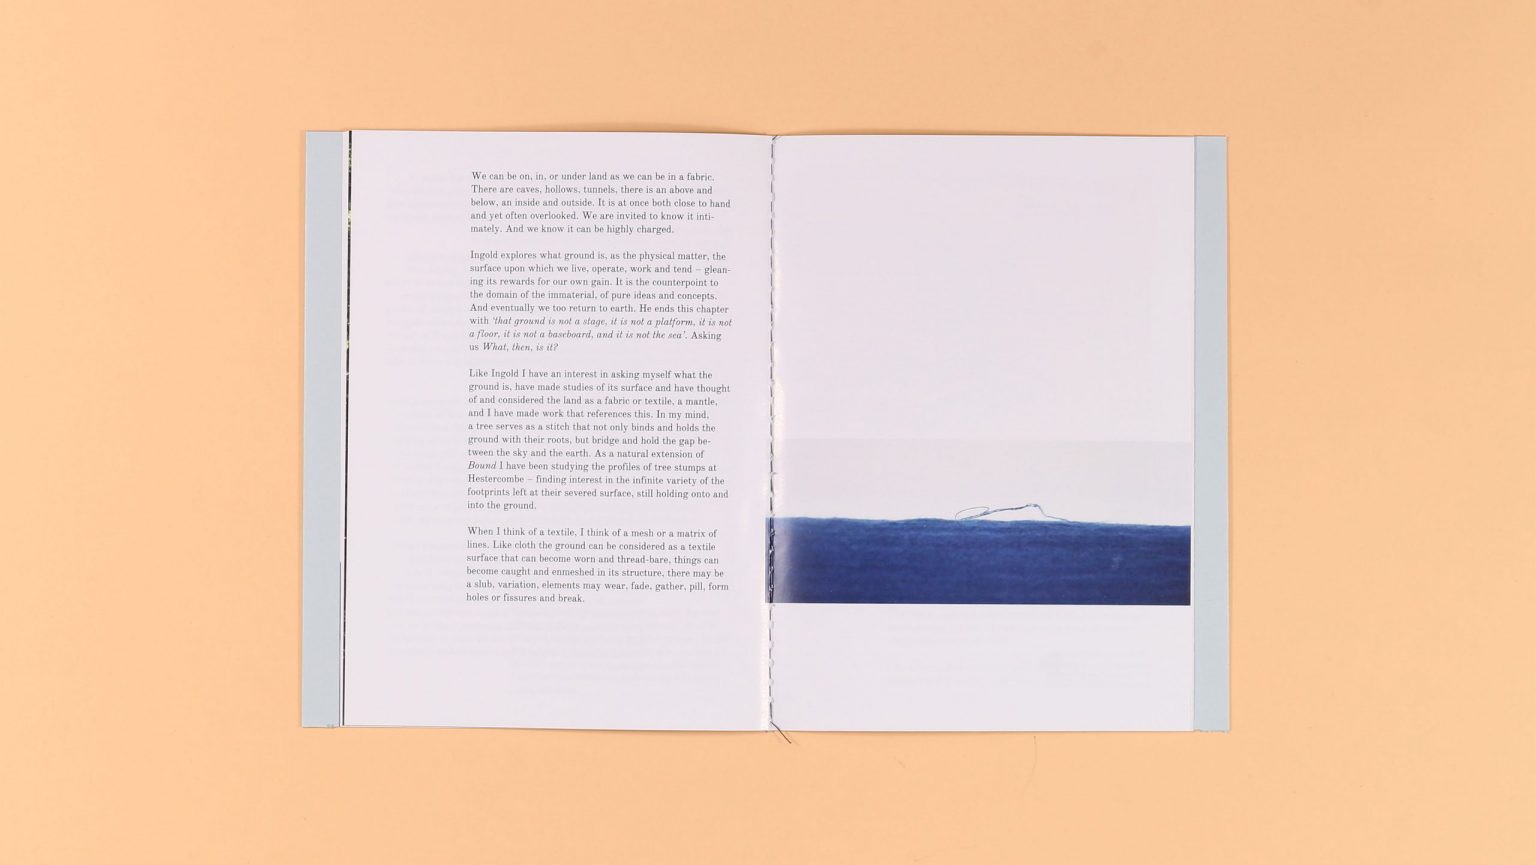 We can be on, in, or under land as we can be in a fabric.
There are caves, hollows, tunnels, there is an above and
below, an inside and outside. It is at once both close to hand
and yet often overlooked. We are invited to know it inti-
mately. And we know it can be highly charged.
Ingold explores what ground is, as the physical matter, the
surface upon which we live, operate, work and tend – glean-
ing its rewards for our own gain. It is the counterpoint to
the domain of the immaterial, of pure ideas and concepts.
And eventually we too return to earth. He ends this chapter
with ‘that ground is not a stage, it is not a platform, it is not
a floor, it is not a baseboard, and it is not the sea’. Asking
us What, then, is it?
Like Ingold I have an interest in asking myself what the
ground is, have made studies of its surface and have thought
of and considered the land as a fabric or textile, a mantle,
and I have made work that references this. In my mind,
a tree serves as a stitch that not only binds and holds the
ground with their roots, but bridge and hold the gap be-
tween the sky and the earth. As a natural extension of
Bound I have been studying the profiles of tree stumps at
Hestercombe – finding interest in the infinite variety of the
footprints left at their severed surface, still holding onto and
into the ground.
When I think of a textile, I think of a mesh or a matrix of
lines. Like cloth the ground can be considered as a textile
surface that can become worn and thread-bare, things can
become caught and enmeshed in its structure, there may be
a slub, variation, elements may wear, fade, gather, pill, form
holes or fissures and break.